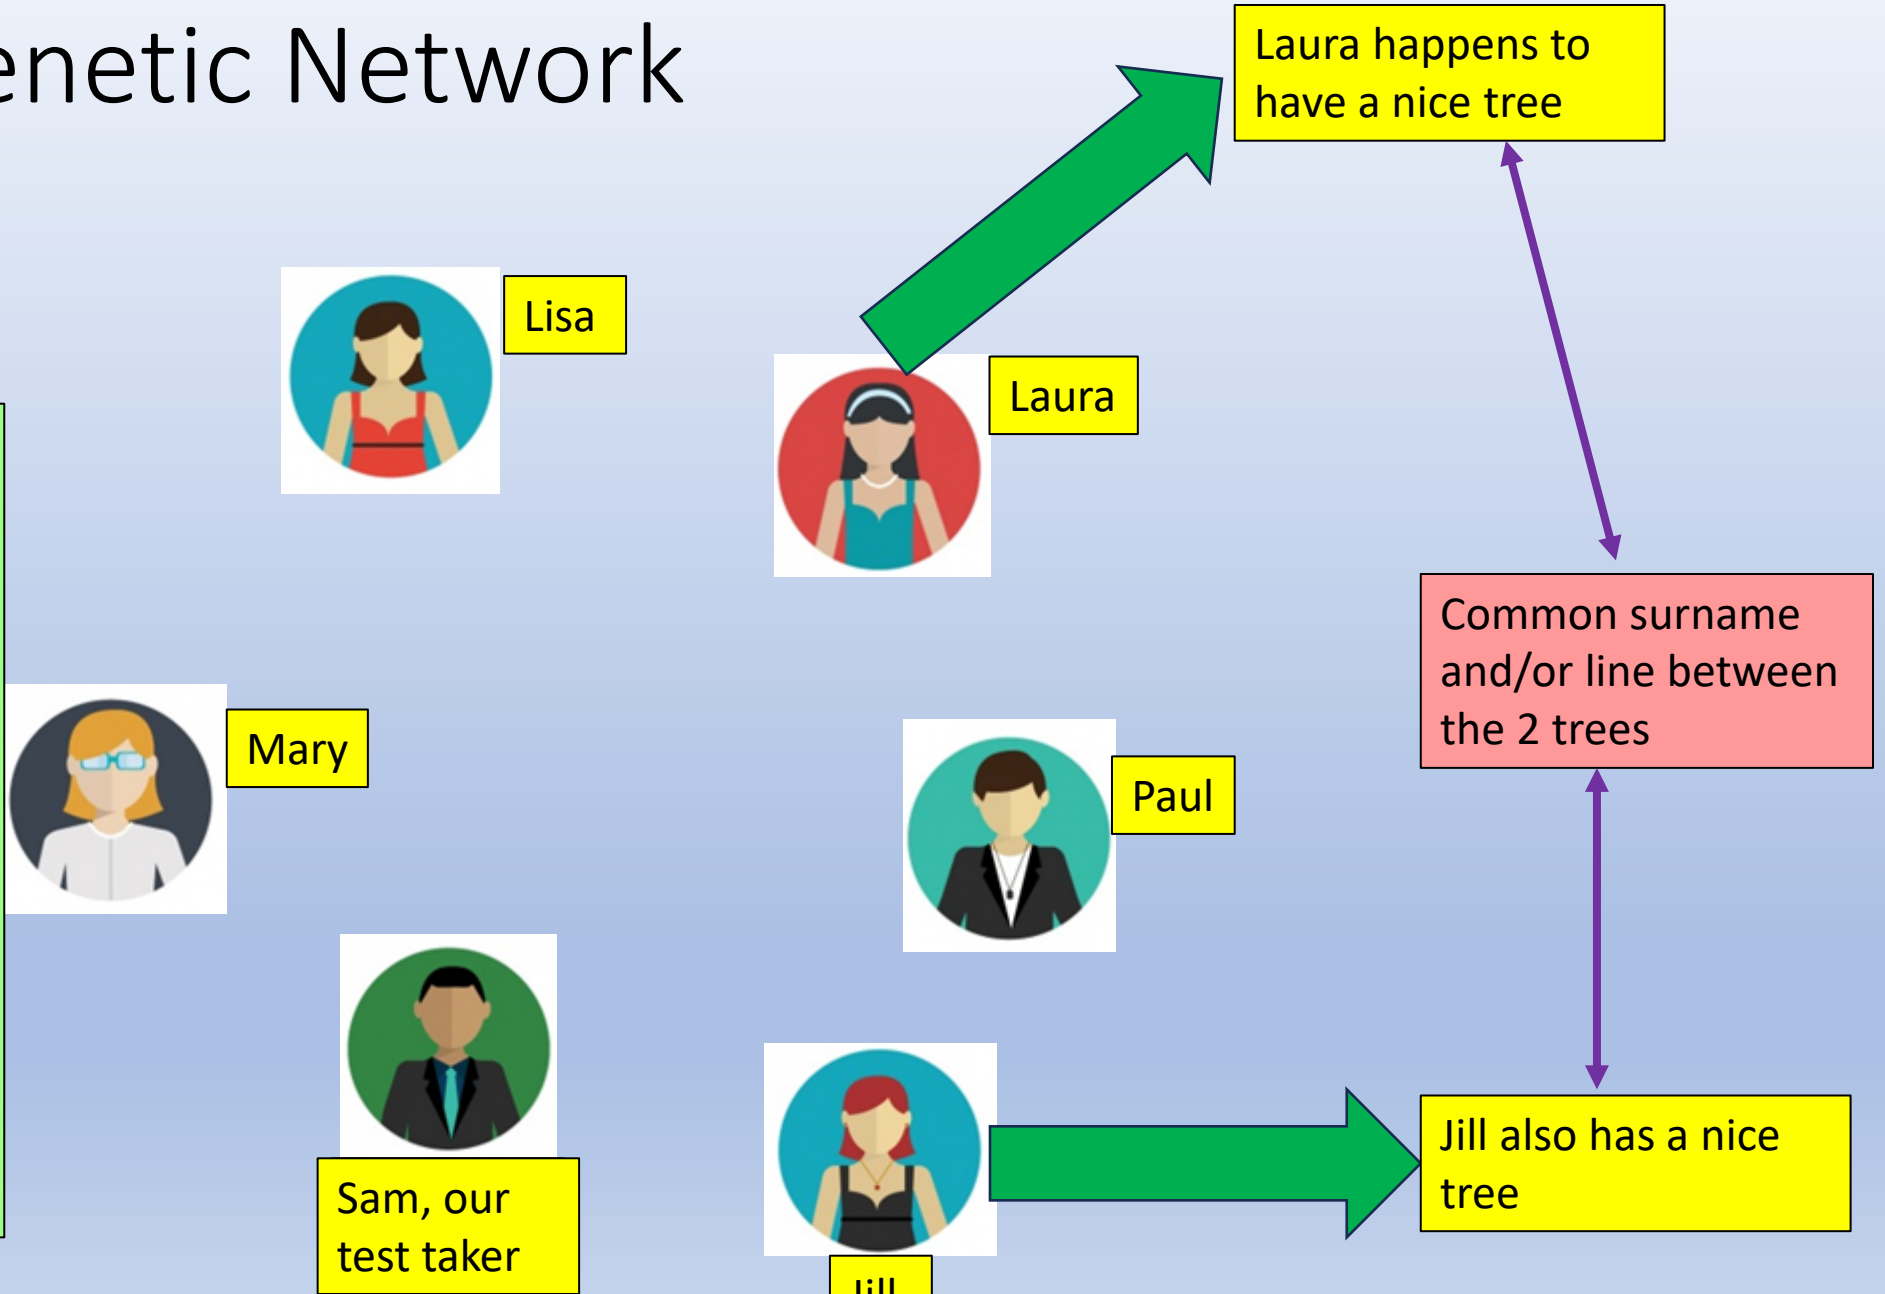 enetic Network
Laura happens to
have a nice tree
Lisa
Laura
Common surname
and/or line between
the 2 trees
Mary
Paul
Sam, our
test taker
Jill
Jill also has a nice
tree